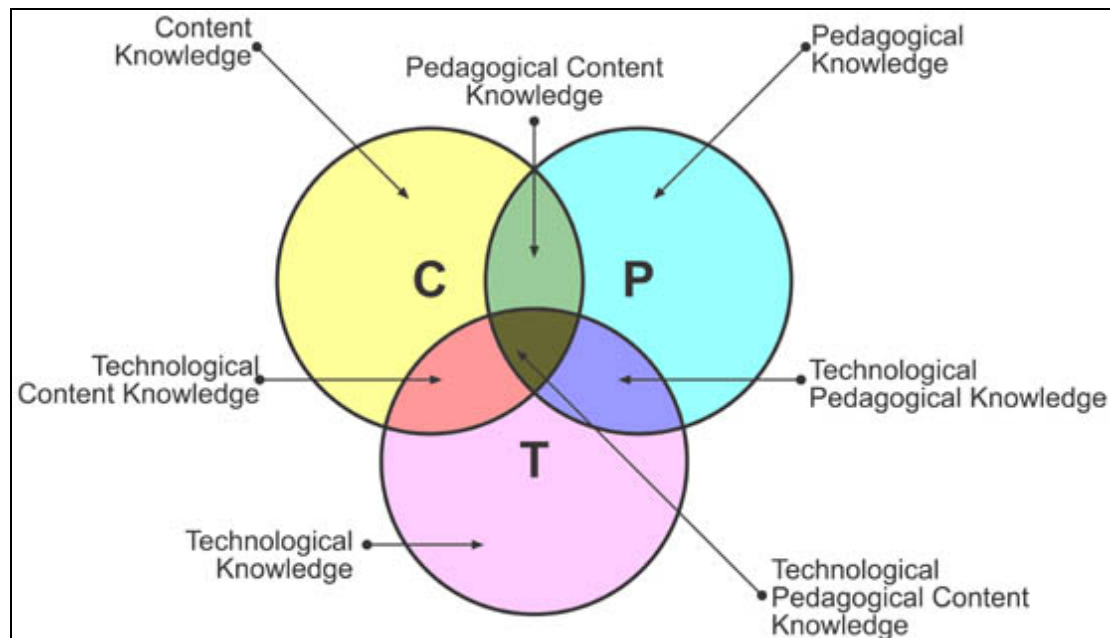 Content
Knowledge
Pedagogical Content
Knowledge
Pedagogical
Knowledge
C
P
Technological
Content Knowledge
Technological
Pedagogical Knowledge
T
Technological
Knowledge
Technological
Pedagogical Content
Knowledge